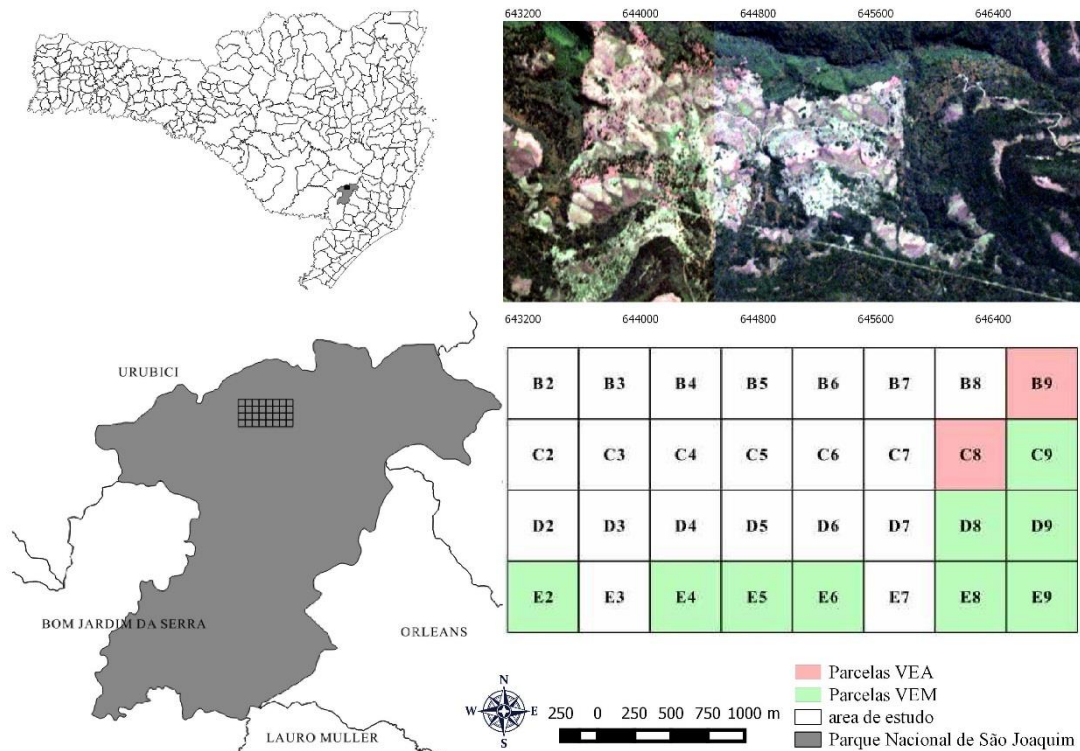 643200 644000 644800 645600 646400
643200 644000 644800 645600 646400
URUBICI
BOM JARDIM DA SERRA
ORLEANS
LAURO MULLER
B2 B3 B4 B5 B6 B7 B8 B9
C2 C3 C4 C5 C6 C7 C8 C9
D2 D3 D4 D5 D6 D7 D8 D9
E2 E3 E4 E5 E6 E7 E8 E9
N
W E
S
250 0 250 500 750 1000 m
Parcelas VEA
Parcelas VEM
area de estudo
Parque Nacional de São Joaquim